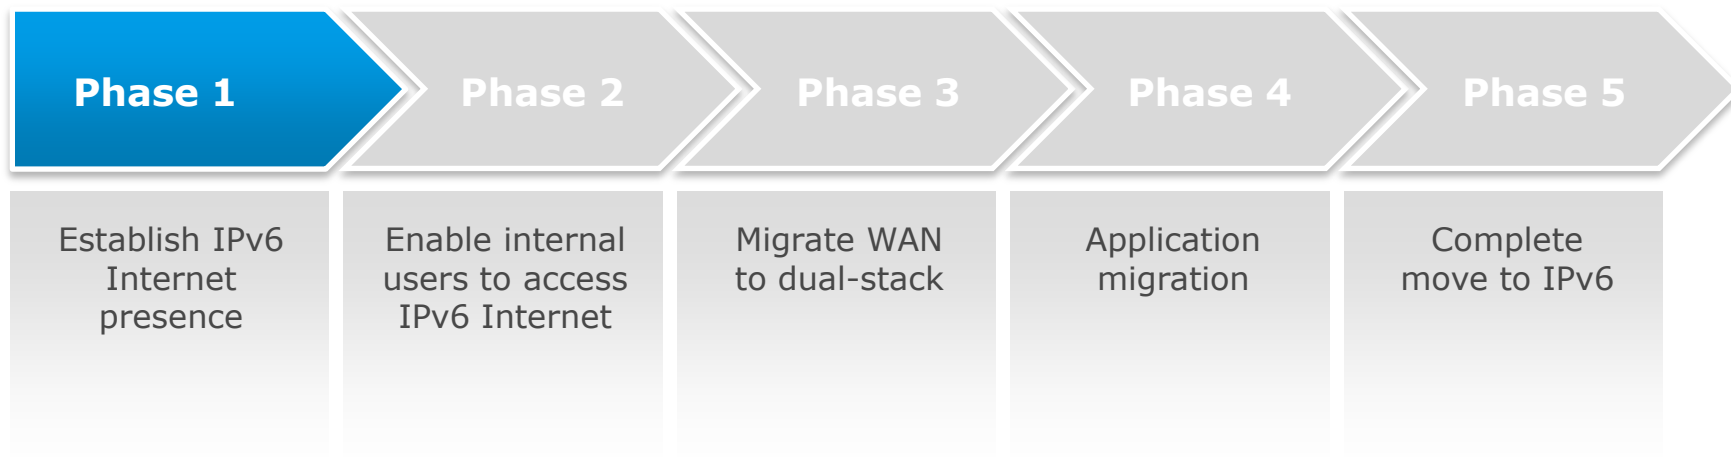 Phase 1
Phase 2
Phase 3
Phase 4
Phase 5
Establish IPv6
Internet
presence
Enable internal
users to access
IPv6 Internet
Migrate WAN
to dual-stack
Application
migration
Complete
move to IPv6